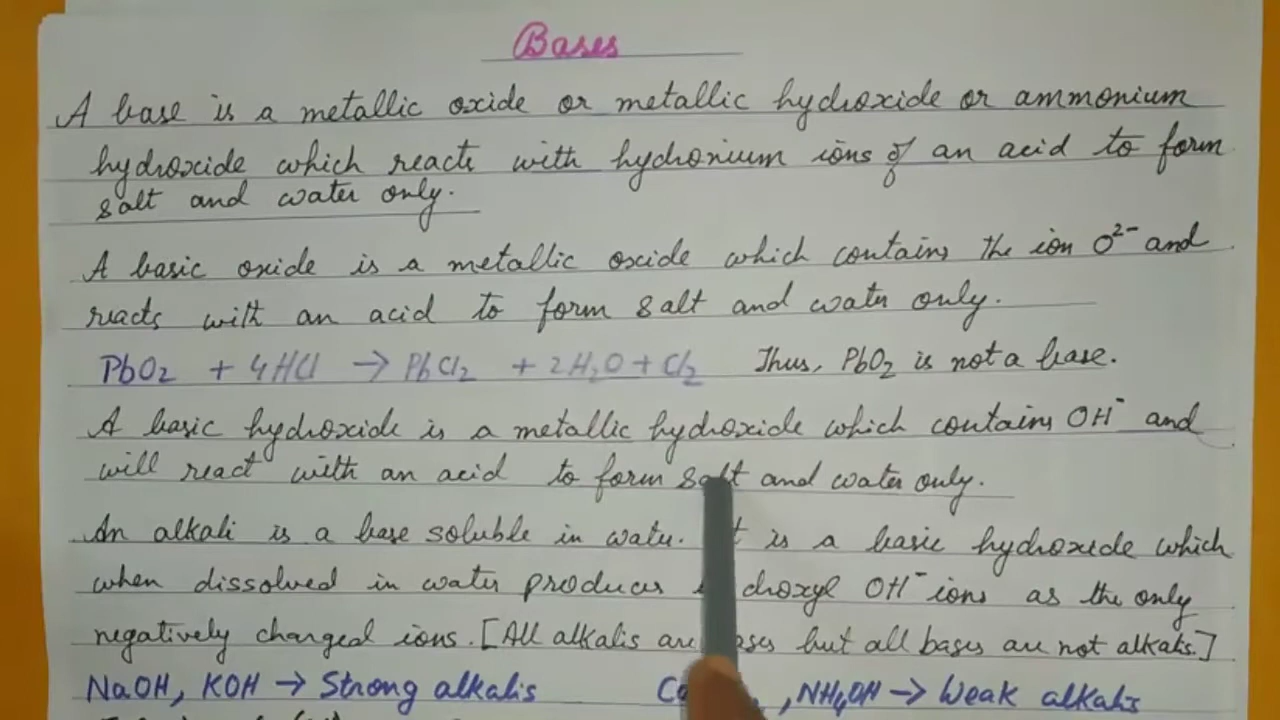 Bases
A base is a metallic oxide or metallic hydroxide or ammonium
hydroxide which reacts with hydronium ions of an acid to form
salt and water only.
A basic oxide is a metallic oxide which contains the ion O²⁻ and
reacts with an acid to form salt and water only.
PbO₂ + 4HCl → PbCl₂ + 2H₂O + Cl₂ Thus, PbO₂ is not a base.
A basic hydroxide is a metallic hydroxide which contains OH⁻ and
will react with an acid to form salt and water only.
An alkali is a base soluble in water. is a basic hydroxide which
when dissolved in water produces OH⁻ ions as the only
negatively charged ions. [All alkalis are but all bases are not alkalis.]
NaOH, KOH → Strong alkalis , NH₄OH → Weak alkalis